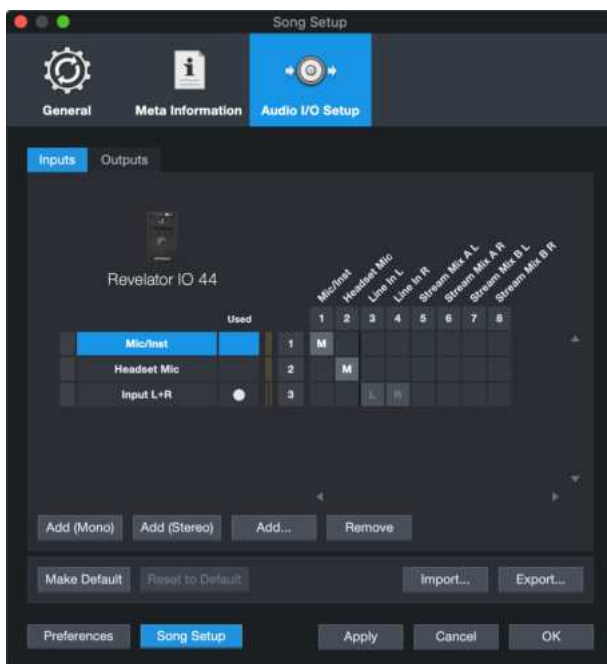 Song Setup
General Meta Information Audio I/O Setup
Inputs Outputs
Revelator IO 44
Mic/Inst Headset Mic Line In L Line In R Stream Mix A L Stream Mix A R Stream Mix B L Stream Mix B R
Used 1 2 3 4 5 6 7 8
Mic/Inst 1 M
Headset Mic 2 M
Input L+R 3 L R
Add (Mono) Add (Stereo) Add... Remove
Make Default Reset to Default Import... Export...
Preferences Song Setup Apply Cancel OK